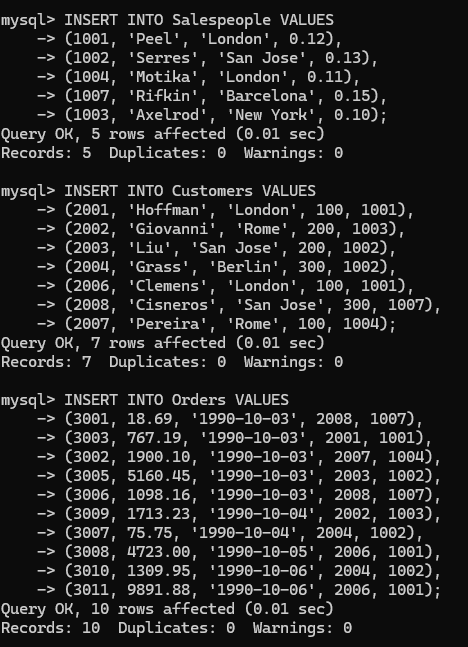 mysql> INSERT INTO Salespeople VALUES
    -> (1001, 'Peel', 'London', 0.12),
    -> (1002, 'Serres', 'San Jose', 0.13),
    -> (1004, 'Motika', 'London', 0.11),
    -> (1007, 'Rifkin', 'Barcelona', 0.15),
    -> (1003, 'Axelrod', 'New York', 0.10);
Query OK, 5 rows affected (0.01 sec)
Records: 5  Duplicates: 0  Warnings: 0

mysql> INSERT INTO Customers VALUES
    -> (2001, 'Hoffman', 'London', 100, 1001),
    -> (2002, 'Giovanni', 'Rome', 200, 1003),
    -> (2003, 'Liu', 'San Jose', 200, 1002),
    -> (2004, 'Grass', 'Berlin', 300, 1002),
    -> (2006, 'Clemens', 'London', 100, 1001),
    -> (2008, 'Cisneros', 'San Jose', 300, 1007),
    -> (2007, 'Pereira', 'Rome', 100, 1004);
Query OK, 7 rows affected (0.01 sec)
Records: 7  Duplicates: 0  Warnings: 0

mysql> INSERT INTO Orders VALUES
    -> (3001, 18.69, '1990-10-03', 2008, 1007),
    -> (3003, 767.19, '1990-10-03', 2001, 1001),
    -> (3002, 1900.10, '1990-10-03', 2007, 1004),
    -> (3005, 5160.45, '1990-10-03', 2003, 1002),
    -> (3006, 1098.16, '1990-10-03', 2008, 1007),
    -> (3009, 1713.23, '1990-10-04', 2002, 1003),
    -> (3007, 75.75, '1990-10-04', 2004, 1002),
    -> (3008, 4723.00, '1990-10-05', 2006, 1001),
    -> (3010, 1309.95, '1990-10-06', 2004, 1002),
    -> (3011, 9891.88, '1990-10-06', 2006, 1001);
Query OK, 10 rows affected (0.01 sec)
Records: 10  Duplicates: 0  Warnings: 0